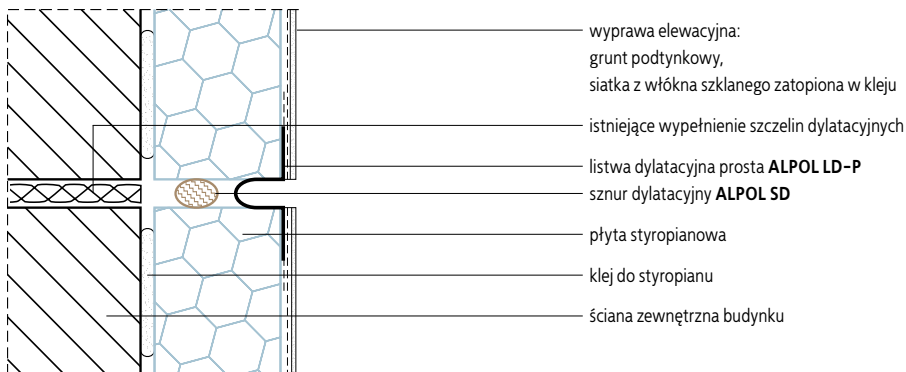 wyprawa elewacyjna:
grunt podtynkowy,
siatka z włókna szklanego zatopiona w kleju
istniejące wypełnienie szczelin dylatacyjnych
listwa dylatacyjna prosta ALPOL LD-P
sznur dylatacyjny ALPOL SD
płyta styropianowa
klej do styropianu
ściana zewnętrzna budynku